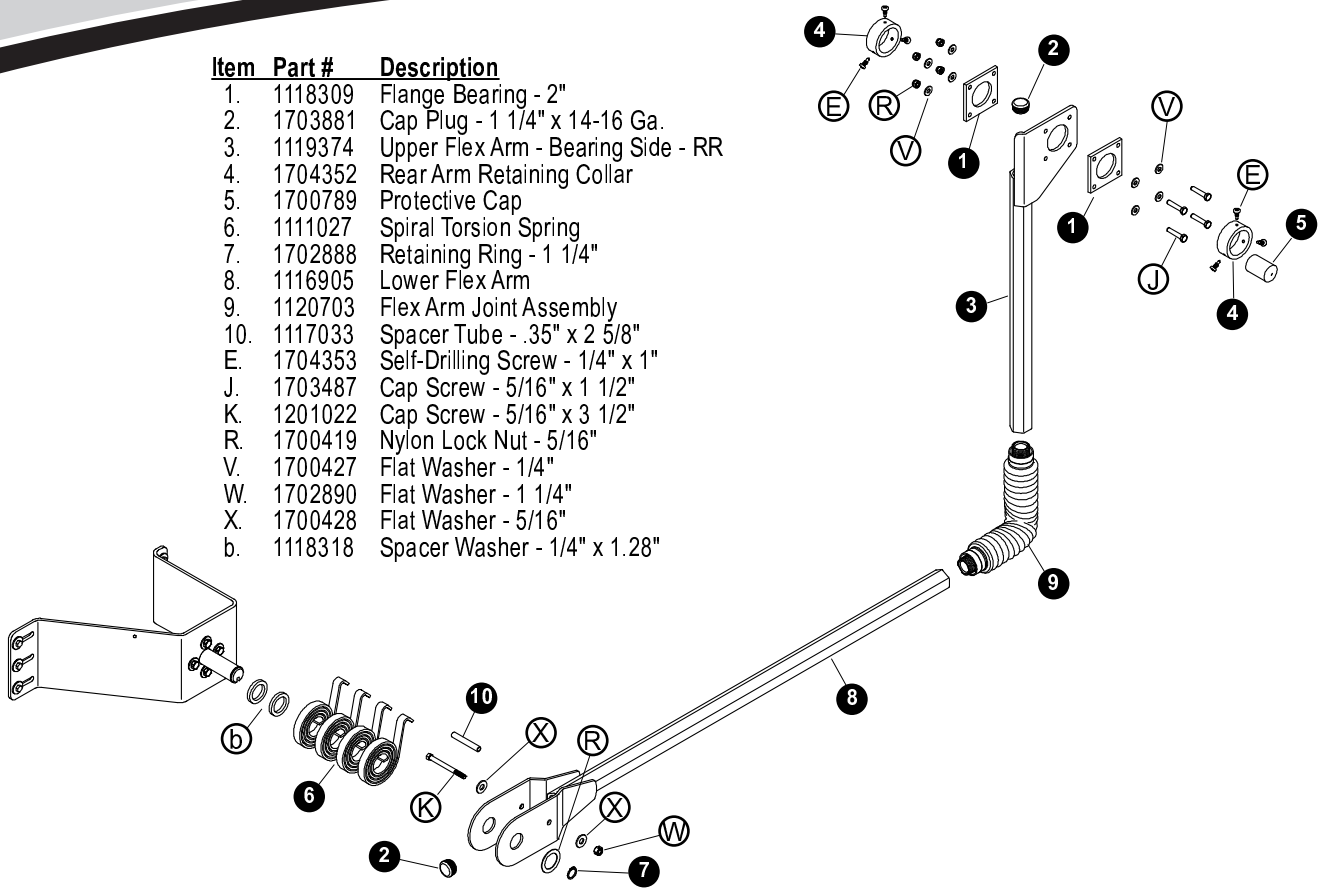 Item Part # Description
1. 1118309 Flange Bearing - 2"
2. 1703881 Cap Plug - 1 1/4" x 14-16 Ga.
3. 1119374 Upper Flex Arm - Bearing Side - RR
4. 1704352 Rear Arm Retaining Collar
5. 1700789 Protective Cap
6. 1111027 Spiral Torsion Spring
7. 1702888 Retaining Ring - 1 1/4"
8. 1116905 Lower Flex Arm
9. 1120703 Flex Arm Joint Assembly
10. 1117033 Spacer Tube - .35" x 2 5/8"
E. 1704353 Self-Drilling Screw - 1/4" x 1"
J. 1703487 Cap Screw - 5/16" x 1 1/2"
K. 1201022 Cap Screw - 5/16" x 3 1/2"
R. 1700419 Nylon Lock Nut - 5/16"
V. 1700427 Flat Washer - 1/4"
W. 1702890 Flat Washer - 1 1/4"
X. 1700428 Flat Washer - 5/16"
b. 1118318 Spacer Washer - 1/4" x 1.28"
4
2
E
R
V
V
1
E
1
5
J
3
4
9
8
10
b
X
R
6
K
X
W
2
7